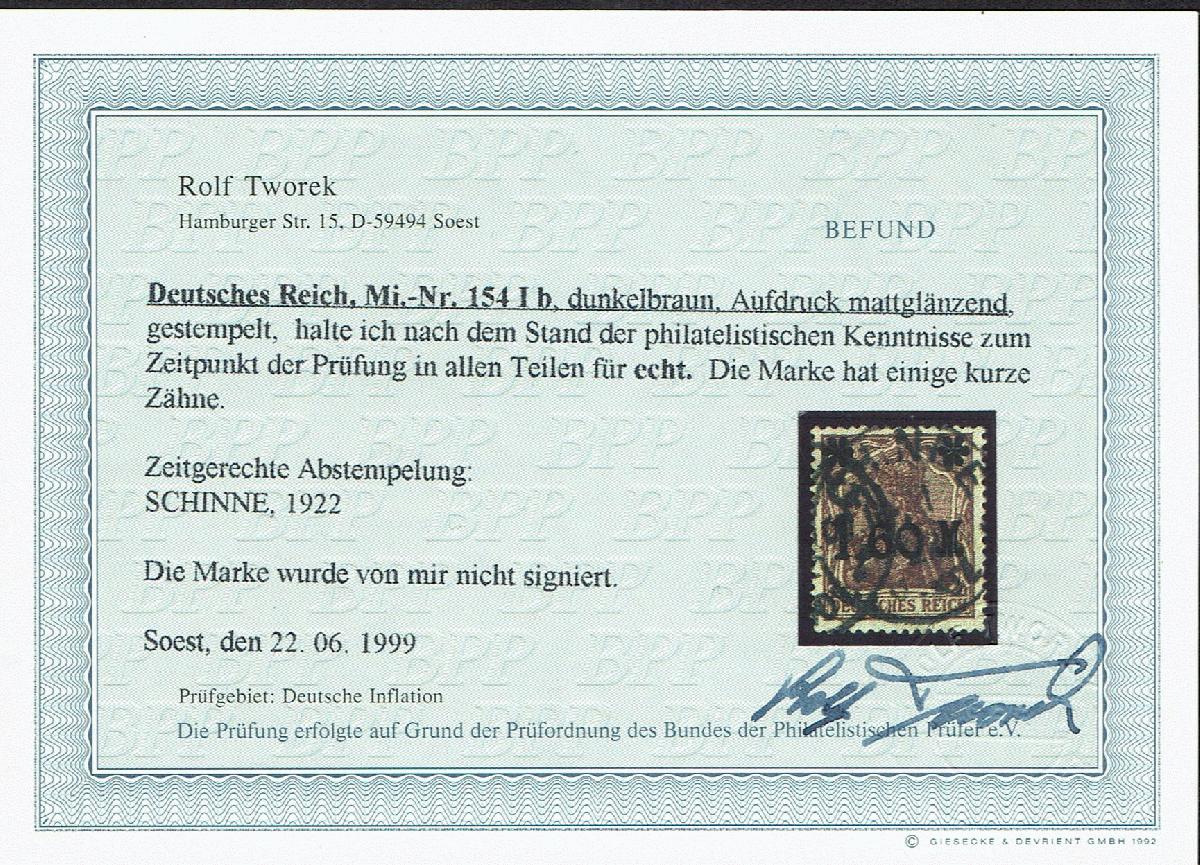 Rolf Tworek
Hamburger Str. 15, D-59494 Soest
BEFUND
Deutsches Reich, Mi.-Nr. 154 I b, dunkelbraun, Aufdruck mattglänzend,
gestempelt, halte ich nach dem Stand der philatelistischen Kenntnisse zum
Zeitpunkt der Prüfung in allen Teilen für echt. Die Marke hat einige kurze
Zähne.
Zeitgerechte Abstempelung:
SCHINNE, 1922
Die Marke wurde von mir nicht signiert.
Soest, den 22. 06. 1999
1,60 M
DEUTSCHES REICH
Rolf Tworek
Prüfgebiet: Deutsche Inflation
Die Prüfung erfolgte auf Grund der Prüfordnung des Bundes der Philatelistischen Prüfer e.V.
© GIESECKE & DEVRIENT GMBH 1992